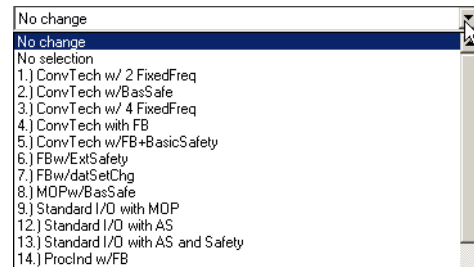 No change
No change
No selection
1.) ConvTech w/ 2 FixedFreq
2.) ConvTech w/BasSafe
3.) ConvTech w/ 4 FixedFreq
4.) ConvTech with FB
5.) ConvTech w/FB+BasicSafety
6.) FBw/ExtSafety
7.) FBw/datSetChg
8.) MOPw/BasSafe
9.) Standard I/O with MOP
12.) Standard I/O with AS
13.) Standard I/O with AS and Safety
14.) ProcInd w/FB